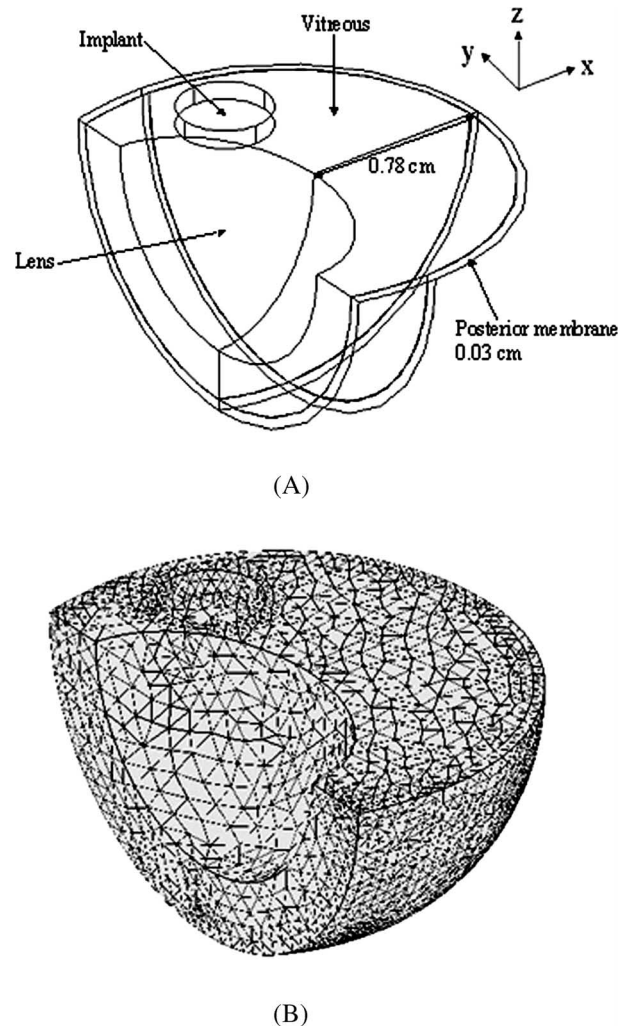 Implant
Vitreous
z
y
x
0.78 cm
Lens
Posterior membrane
0.03 cm
(A)
(B)